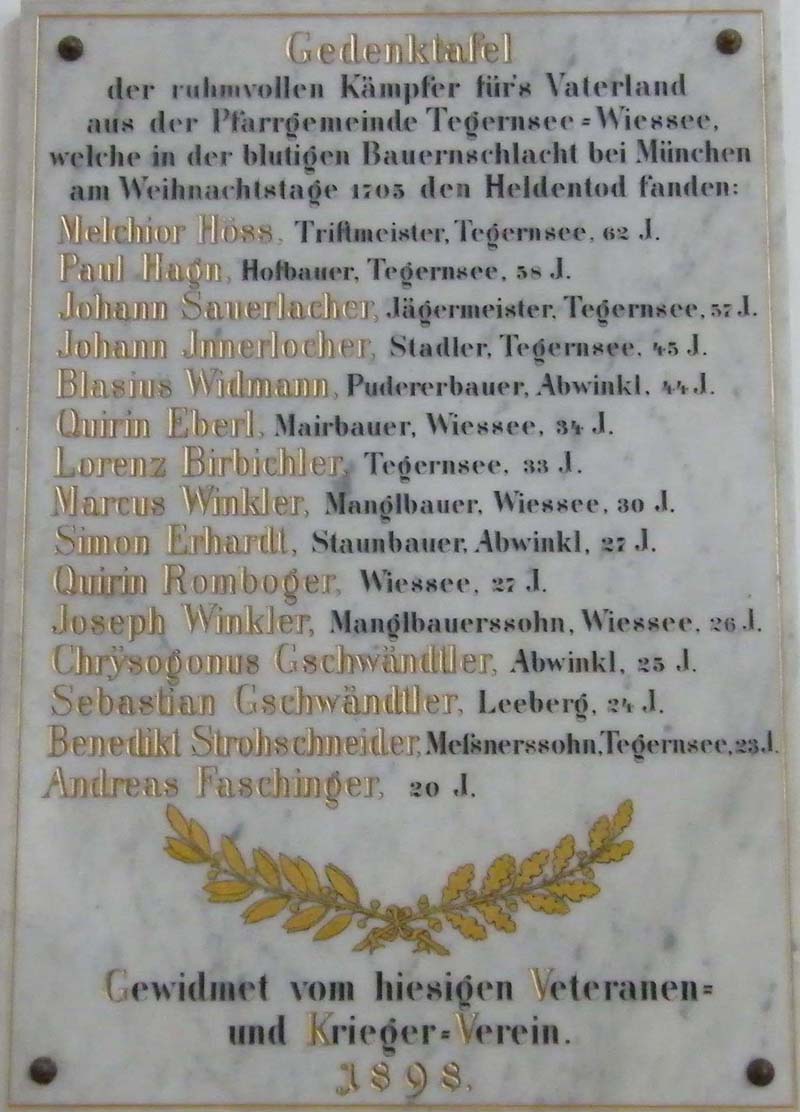 Gedenktafel
der ruhmvollen Kämpfer für's Vaterland
aus der Pfarrgemeinde Tegernsee=Wiessee,
welche in der blutigen Bauernschlacht bei München
am Weihnachtstage 1705 den Heldentod fanden:
Melchior Höss, Triftmeister, Tegernsee, 62 J.
Paul Hagn, Hofbauer, Tegernsee, 58 J.
Johann Sauerlacher, Jägermeister, Tegernsee, 57 J.
Johann Jnnerlocher, Stadler, Tegernsee, 45 J.
Blasius Widmann, Pudererbauer, Abwinkl, 44 J.
Quirin Eberl, Mairbauer, Wiessee, 34 J.
Lorenz Birbichler, Tegernsee, 33 J.
Marcus Winkler, Manglbauer, Wiessee, 30 J.
Simon Erhardt, Staunbauer, Abwinkl, 27 J.
Quirin Romboger, Wiessee, 27 J.
Joseph Winkler, Manglbauerssohn, Wiessee, 26 J.
Chrÿsogonus Gschwändtler, Abwinkl, 25 J.
Sebastian Gschwändtler, Leeberg, 24 J.
Benedikt Strohschneider, Meſsnerssohn, Tegernsee, 23 J.
Andreas Faschinger, 20 J.
Gewidmet vom hiesigen Veteranen=
und Krieger=Verein.
1898.